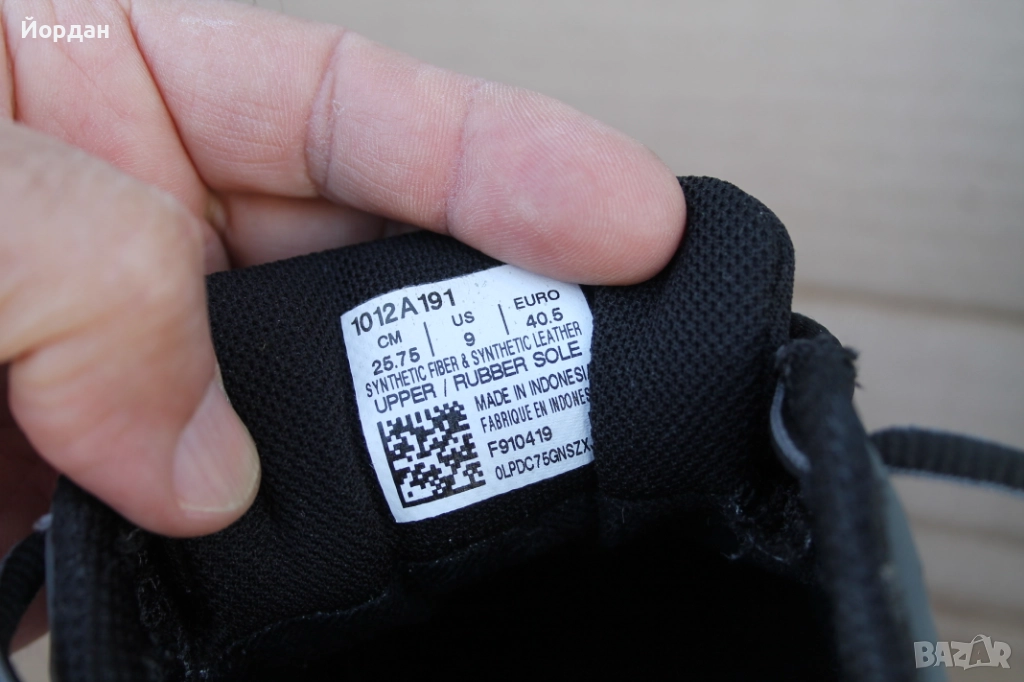 Йордан
1012A191
CM | US | EURO
25.75 | 9 | 40.5
SYNTHETIC FIBER & SYNTHETIC LEATHER
UPPER / RUBBER SOLE
MADE IN INDONESI
FABRIQUE EN INDONES
F910419
0LPDC75GNSZX
BAZAR